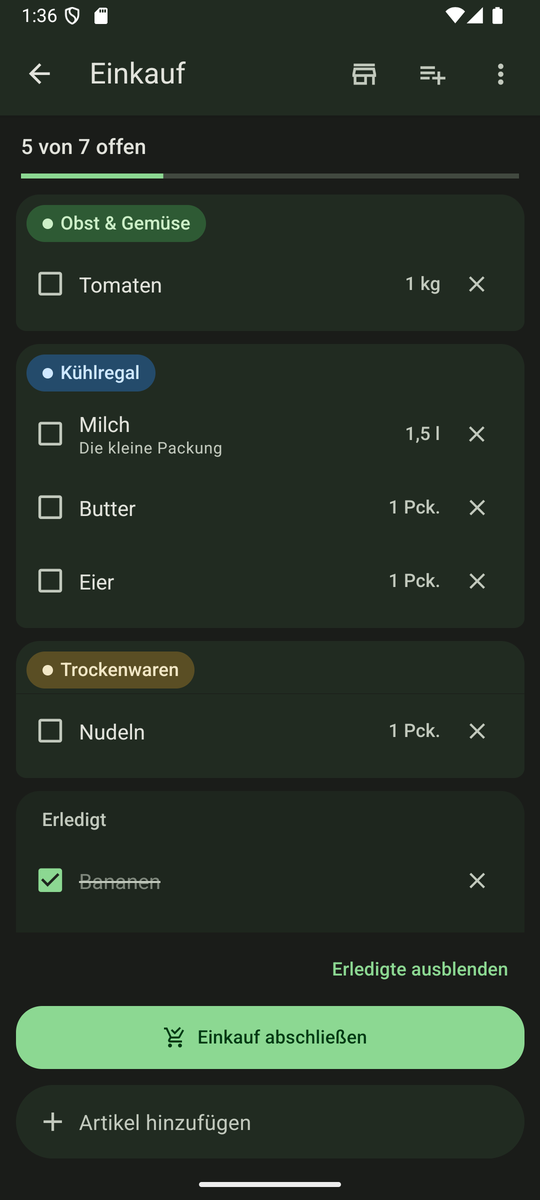 1:36
Einkauf
5 von 7 offen
Obst & Gemüse
Tomaten 1 kg
Kühlregal
Milch 1,5 l
Die kleine Packung
Butter 1 Pck.
Eier 1 Pck.
Trockenwaren
Nudeln 1 Pck.
Erledigt
Bananen
Erledigte ausblenden
Einkauf abschließen
Artikel hinzufügen